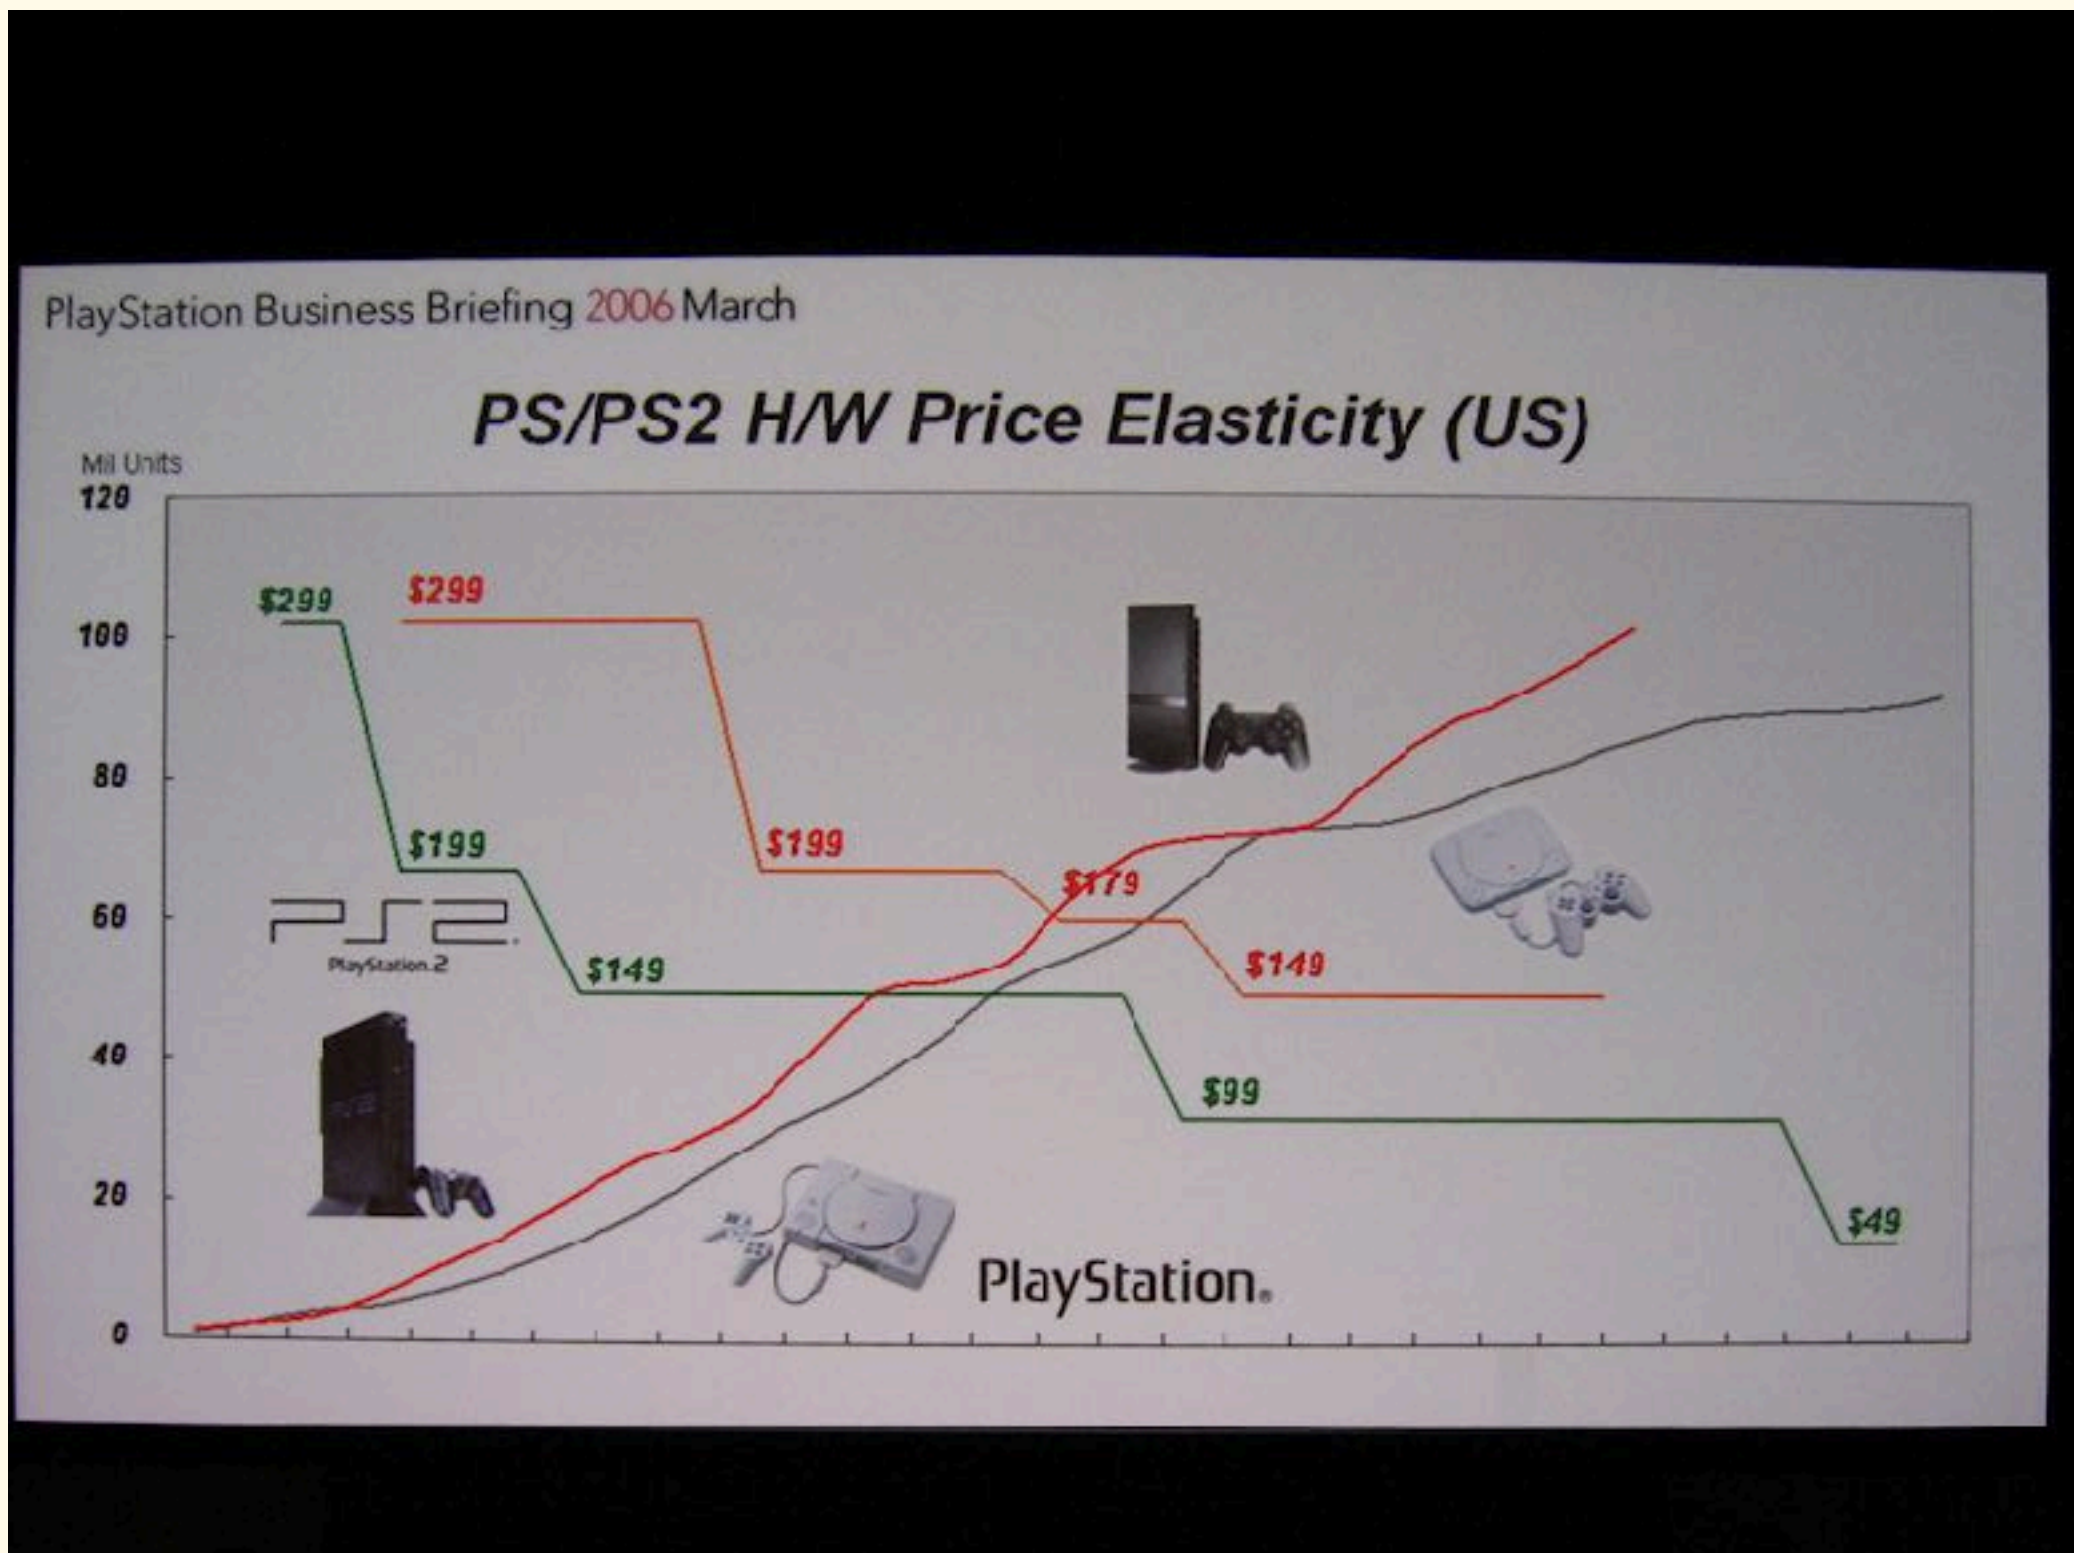 PlayStation Business Briefing 2006 March
PS/PS2 H/W Price Elasticity (US)
Mil Units
120
100
80
60
40
20
0
$299
$299
$199
$199
$179
$149
$149
$99
$49
PS2
PlayStation.2
PlayStation®